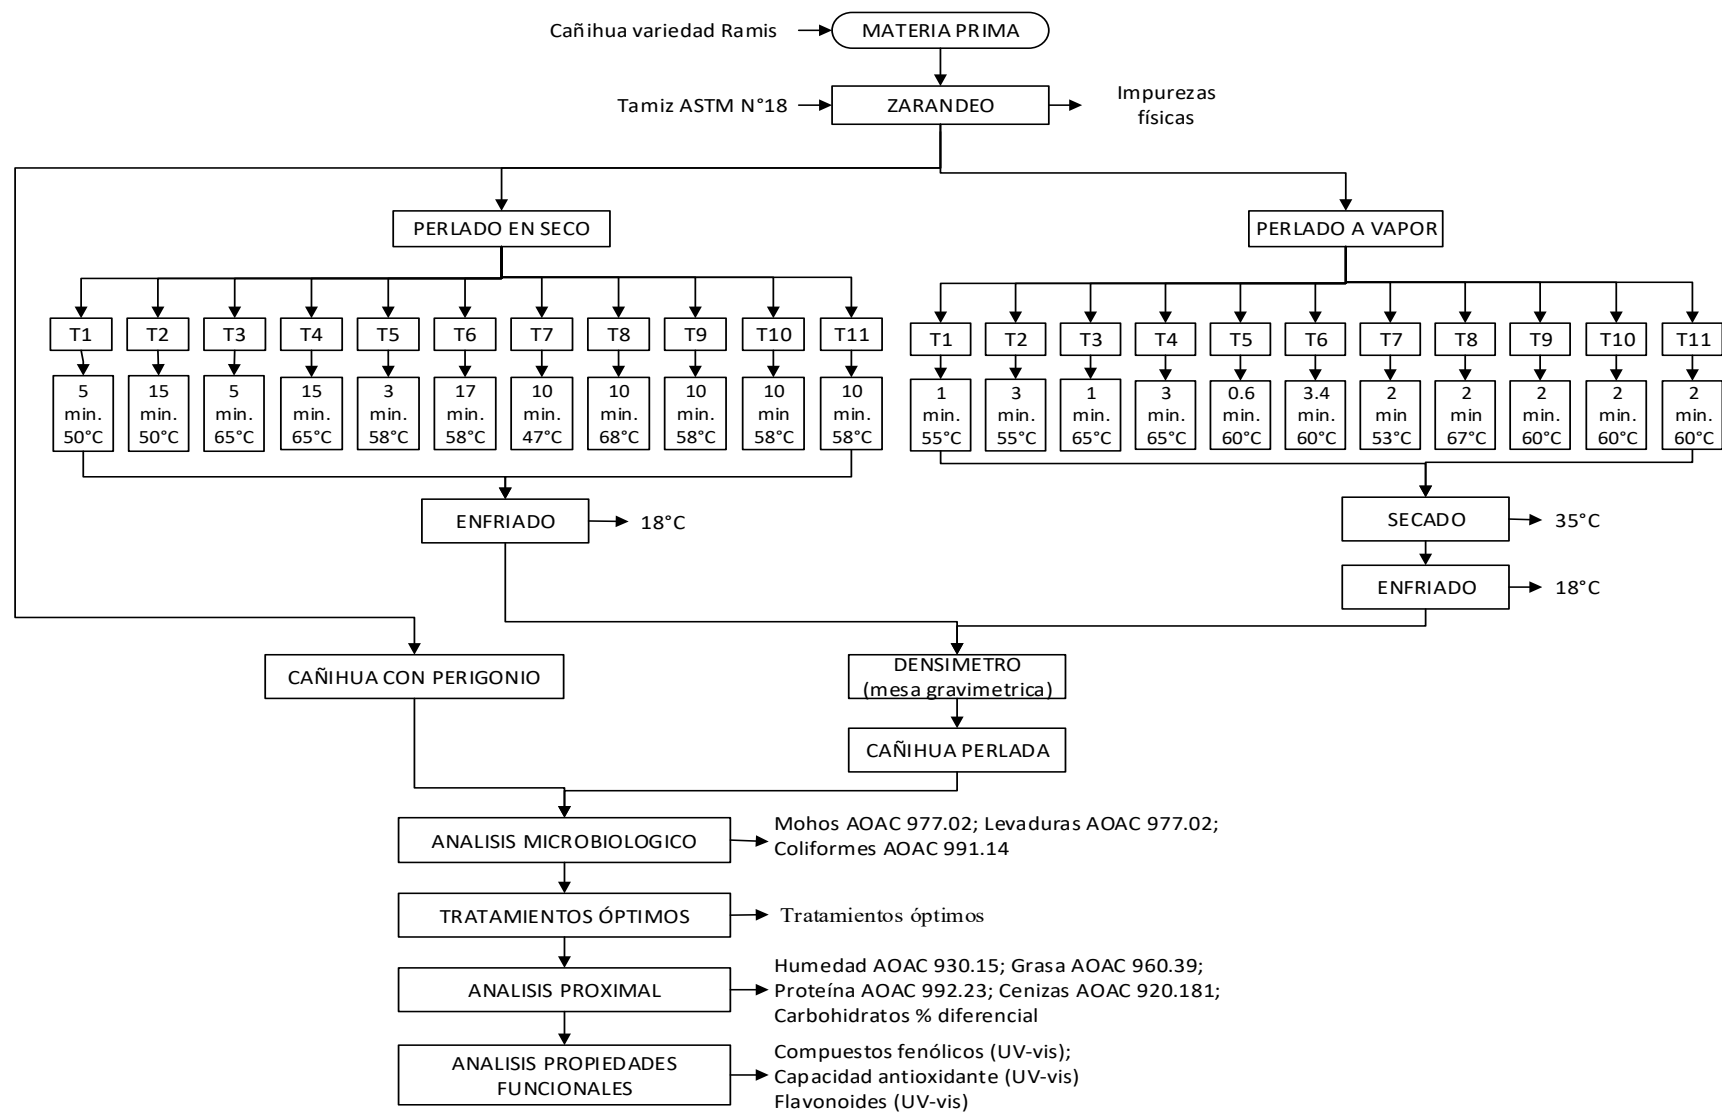 Cañihua variedad Ramis
MATERIA PRIMA
Tamiz ASTM N°18
ZARANDEO
Impurezas
físicas
PERLADO EN SECO
PERLADO A VAPOR
T1
T2
T3
T4
T5
T6
T7
T8
T9
T10
T11
5
min.
50°C
15
min.
50°C
5
min.
65°C
15
min.
65°C
3
min.
58°C
17
min.
58°C
10
min.
47°C
10
min.
68°C
10
min.
58°C
10
min
58°C
10
min.
58°C
T1
T2
T3
T4
T5
T6
T7
T8
T9
T10
T11
1
min.
55°C
3
min.
55°C
1
min.
65°C
3
min.
65°C
0.6
min.
60°C
3.4
min.
60°C
2
min
53°C
2
min
67°C
2
min.
60°C
2
min.
60°C
2
min.
60°C
ENFRIADO
18°C
SECADO
35°C
ENFRIADO
18°C
CAÑIHUA CON PERIGONIO
DENSIMETRO
(mesa gravimetrica)
CAÑIHUA PERLADA
ANALISIS MICROBIOLOGICO
Mohos AOAC 977.02; Levaduras AOAC 977.02;
Coliformes AOAC 991.14
TRATAMIENTOS ÓPTIMOS
Tratamientos óptimos
ANALISIS PROXIMAL
Humedad AOAC 930.15; Grasa AOAC 960.39;
Proteína AOAC 992.23; Cenizas AOAC 920.181;
Carbohidratos % diferencial
ANALISIS PROPIEDADES
FUNCIONALES
Compuestos fenólicos (UV-vis);
Capacidad antioxidante (UV-vis)
Flavonoides (UV-vis)